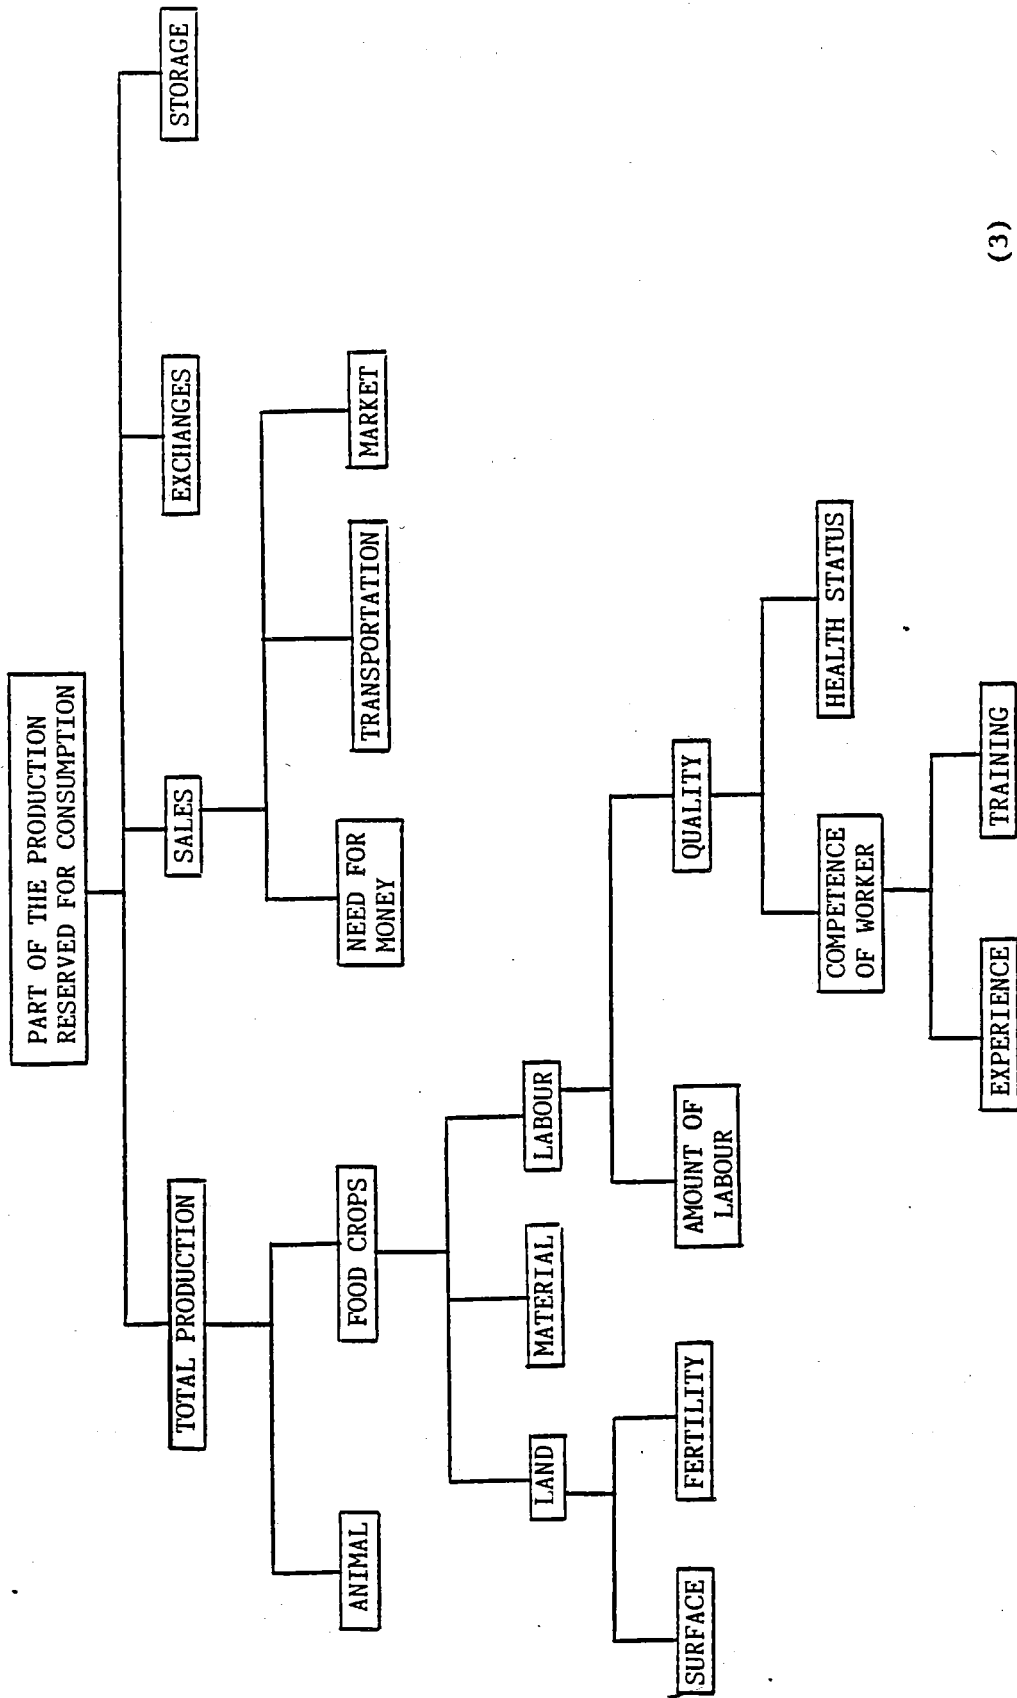 PART OF THE PRODUCTION
RESERVED FOR CONSUMPTION
TOTAL PRODUCTION
SALES
EXCHANGES
STORAGE
ANIMAL
FOOD CROPS
NEED FOR
MONEY
TRANSPORTATION
MARKET
LAND
MATERIAL
LABOUR
SURFACE
FERTILITY
AMOUNT OF
LABOUR
QUALITY
COMPETENCE
OF WORKER
HEALTH STATUS
EXPERIENCE
TRAINING
(3)